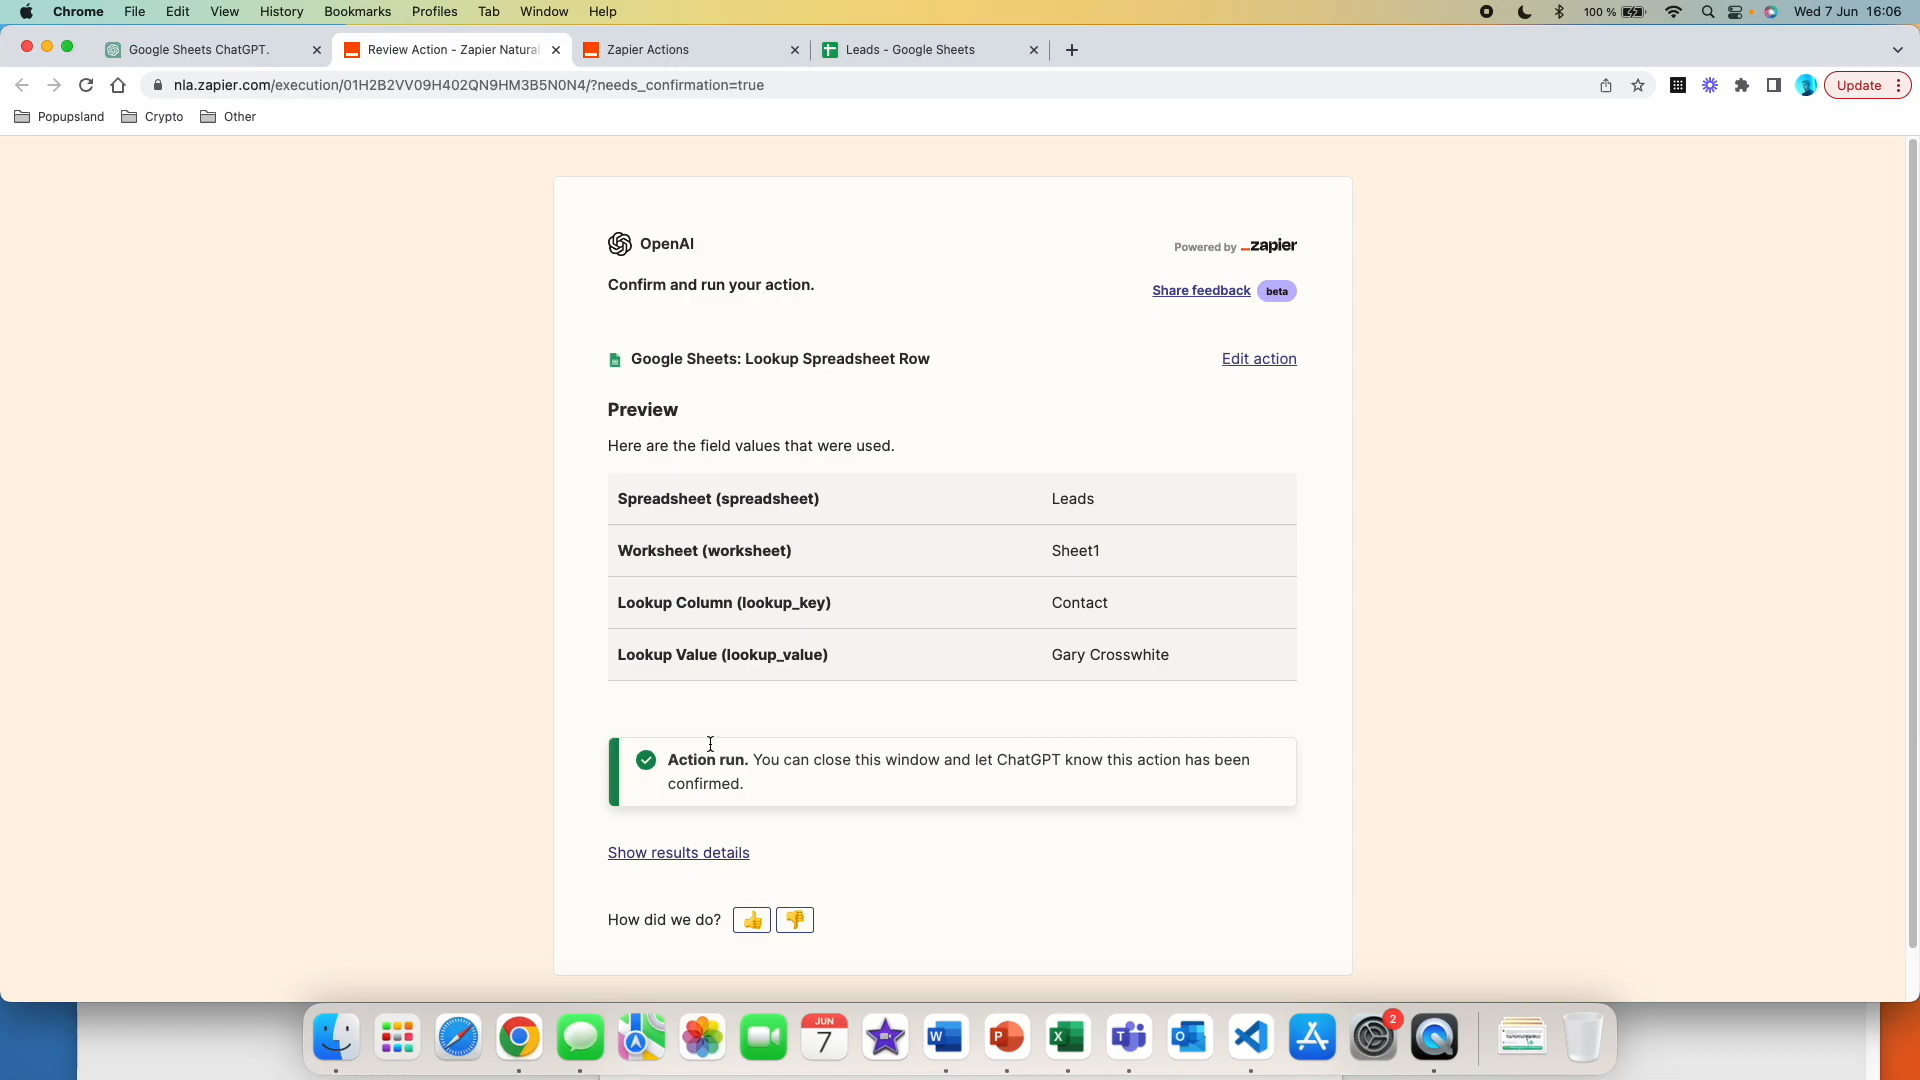 Chrome File Edit View History Bookmarks Profiles Tab Window Help 100 % Wed 7 Jun 16:06
Google Sheets ChatGPT. Review Action - Zapier Natural Zapier Actions Leads - Google Sheets
nla.zapier.com/execution/01H2B2VV09H402QN9HM3B5N0N4/?needs_confirmation=true Update
Popupsland Crypto Other
OpenAI Powered by zapier
Confirm and run your action. Share feedback beta
Google Sheets: Lookup Spreadsheet Row Edit action
Preview
Here are the field values that were used.
Spreadsheet (spreadsheet) Leads
Worksheet (worksheet) Sheet1
Lookup Column (lookup_key) Contact
Lookup Value (lookup_value) Gary Crosswhite
Action run. You can close this window and let ChatGPT know this action has been
confirmed.
Show results details
How did we do?
JUN
7
W
P
X
2